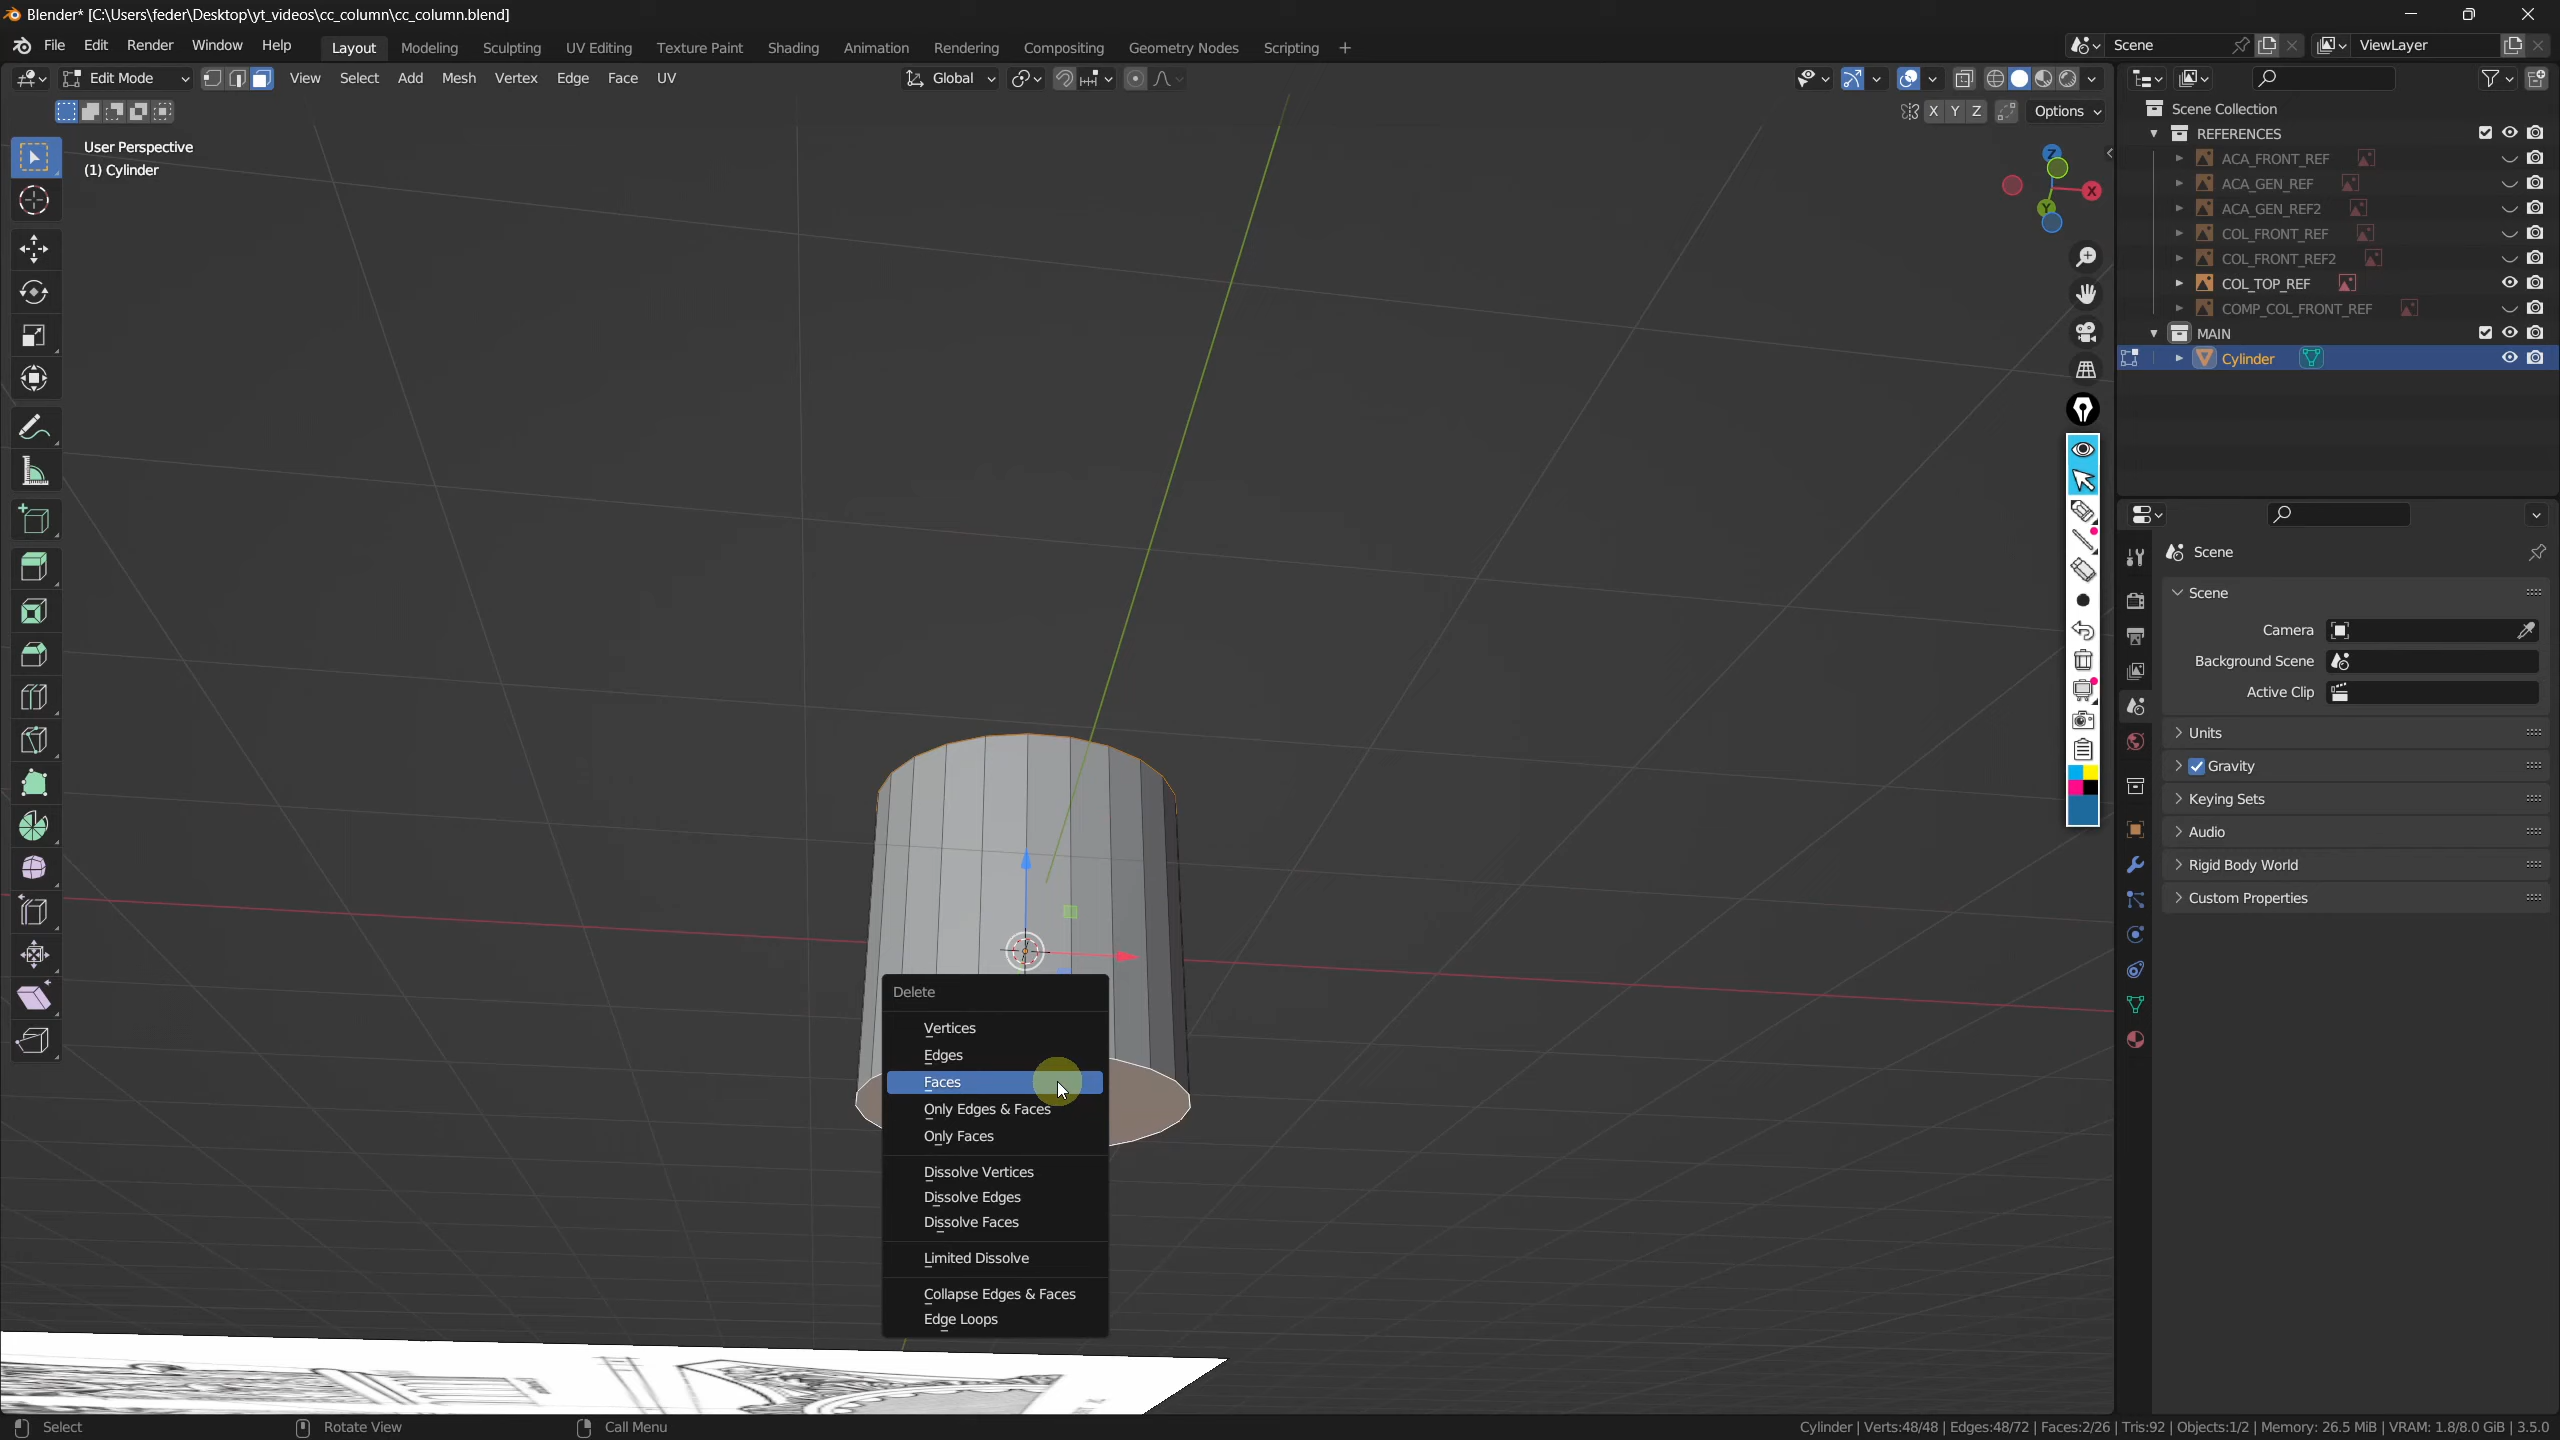 Blender* [C:\Users\feder\Desktop\yt_videos\cc_column\cc_column.blend]
File Edit Render Window Help Layout Modeling Sculpting UV Editing Texture Paint Shading Animation Rendering Compositing Geometry Nodes Scripting + Scene ViewLayer
Edit Mode View Select Add Mesh Vertex Edge Face UV Global
X Y Z Options
User Perspective
(1) Cylinder
Z
X
Y
Scene Collection
REFERENCES
ACA_FRONT_REF
ACA_GEN_REF
ACA_GEN_REF2
COL_FRONT_REF
COL_FRONT_REF2
COL_TOP_REF
COMP_COL_FRONT_REF
MAIN
Cylinder
Scene
Scene
Camera
Background Scene
Active Clip
Units
Gravity
Keying Sets
Audio
Rigid Body World
Custom Properties
Delete
Vertices
Edges
Faces
Only Edges & Faces
Only Faces
Dissolve Vertices
Dissolve Edges
Dissolve Faces
Limited Dissolve
Collapse Edges & Faces
Edge Loops
Select Rotate View Call Menu Cylinder | Verts:48/48 | Edges:48/72 | Faces:2/26 | Tris:92 | Objects:1/2 | Memory: 26.5 MiB | VRAM: 1.8/8.0 GiB | 3.5.0